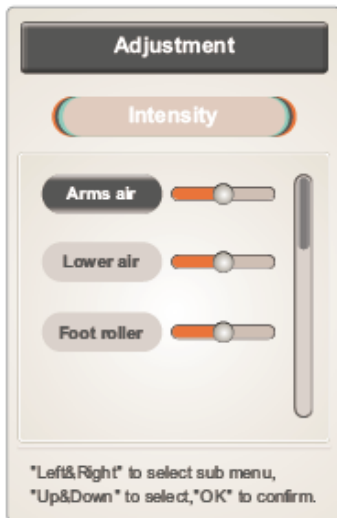 Adjustment
Intensity
Arms air
Lower air
Foot roller
"Left&Right" to select sub menu,
"Up&Down" to select,"OK" to confirm.